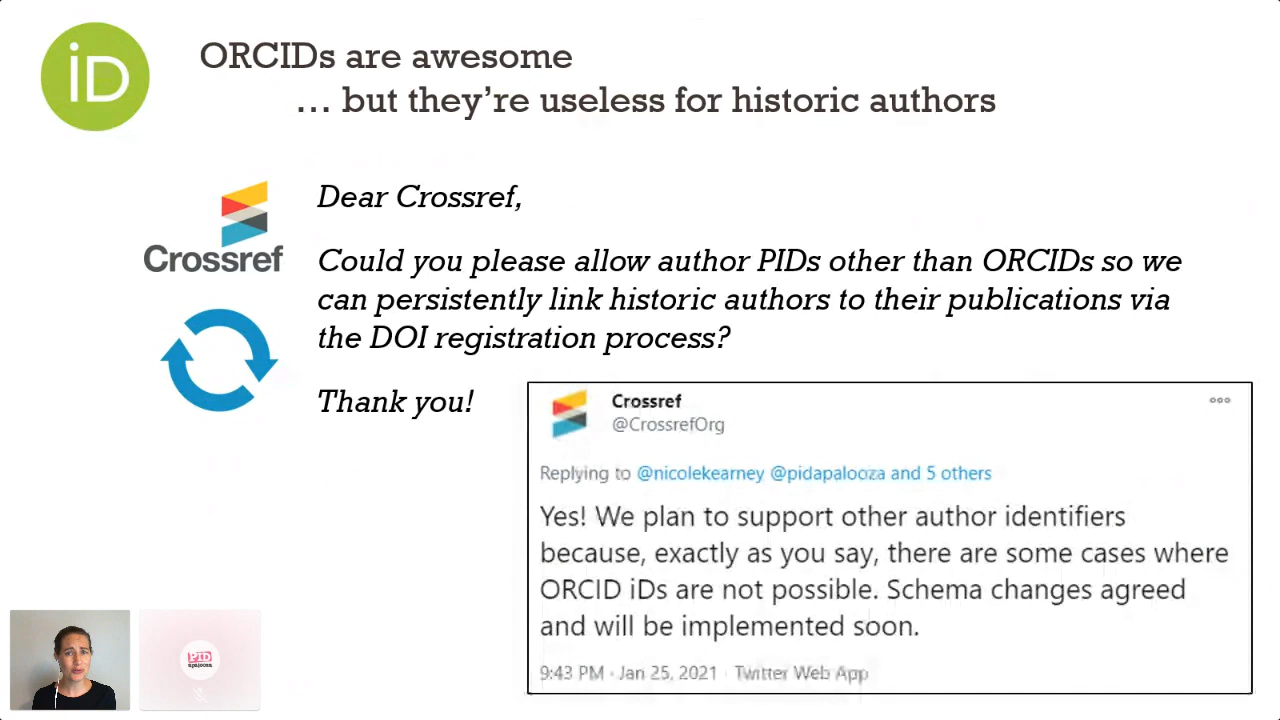 iD
ORCIDs are awesome
… but they're useless for historic authors
Crossref
Dear Crossref,
Could you please allow author PIDs other than ORCIDs so we
can persistently link historic authors to their publications via
the DOI registration process?
Thank you!
Crossref
@CrossrefOrg
Replying to @nicolekearney @pidapalooza and 5 others
Yes! We plan to support other author identifiers
because, exactly as you say, there are some cases where
ORCID iDs are not possible. Schema changes agreed
and will be implemented soon.
9:43 PM · Jan 25, 2021 Twitter Web App
PID
apalooza